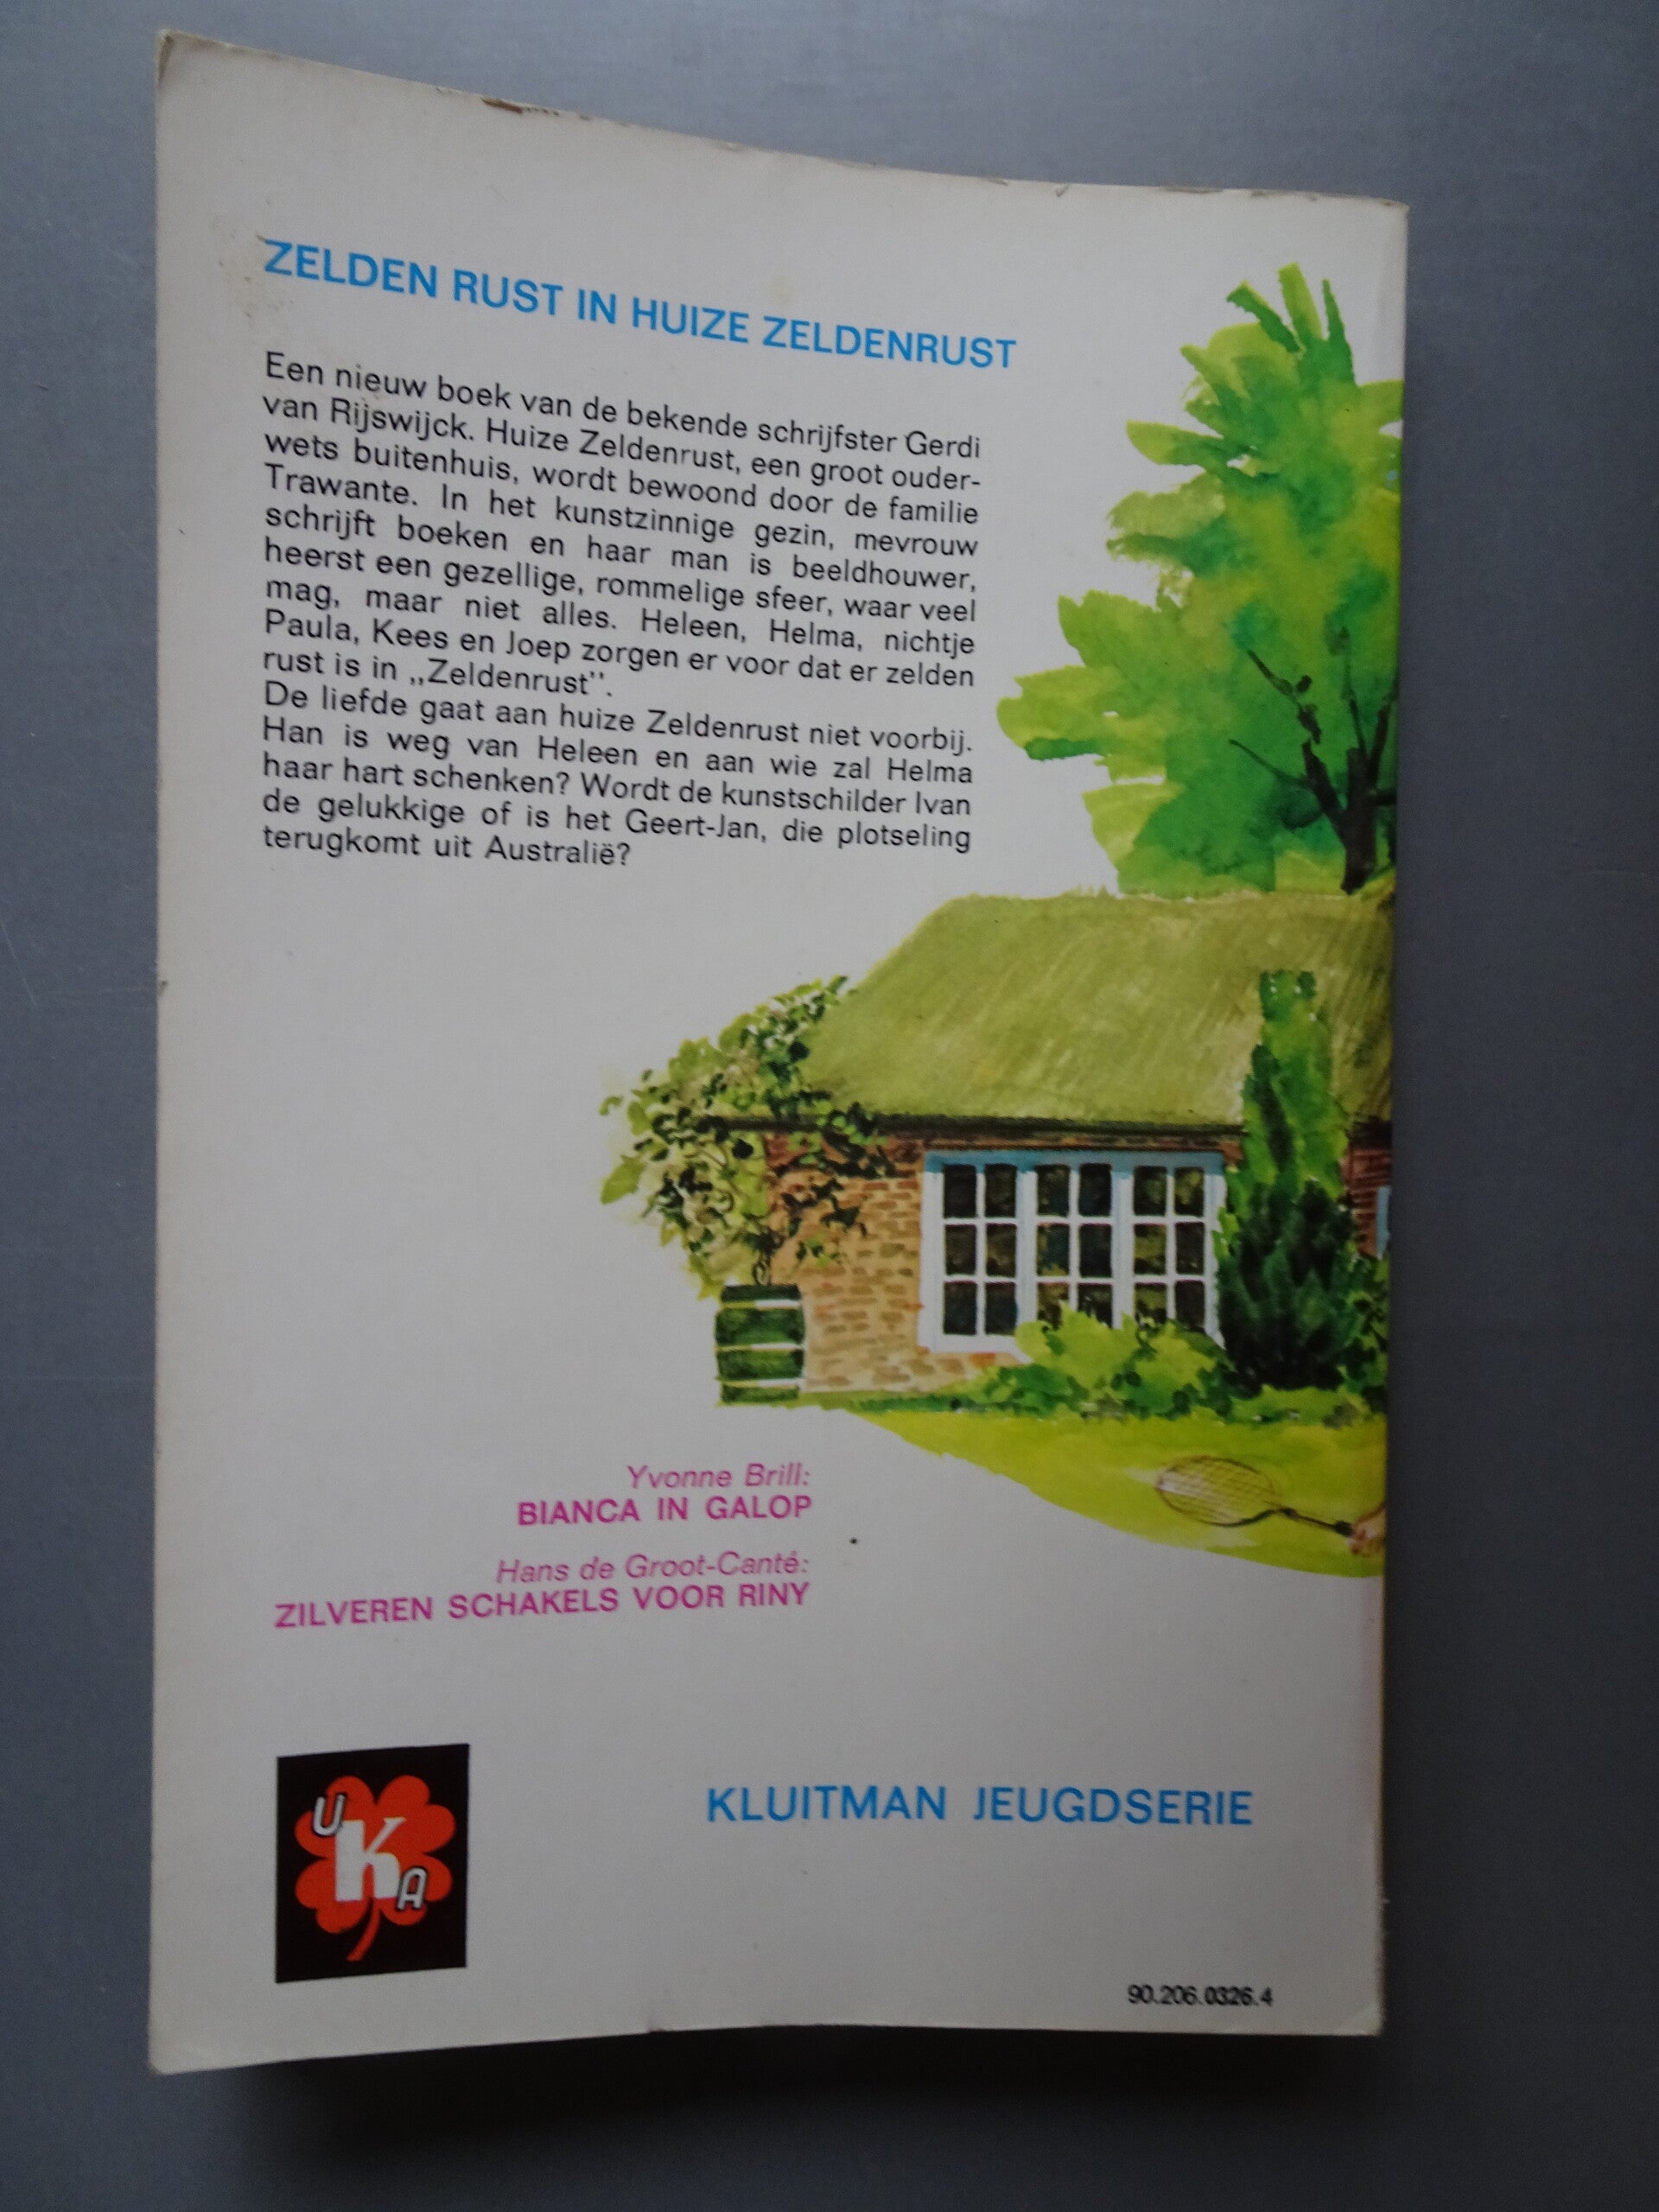 ZELDEN RUST IN HUIZE ZELDENRUST
Een nieuw boek van de bekende schrijfster Gerdi
van Rijswijck. Huize Zeldenrust, een groot ouder-
wets buitenhuis, wordt bewoond door de familie
Trawante. In het kunstzinnige gezin, mevrouw
schrijft boeken en haar man is beeldhouwer,
heerst een gezellige, rommelige sfeer, waar veel
mag, maar niet alles. Heleen, Helma, nichtje
Paula, Kees en Joep zorgen er voor dat er zelden
rust is in „Zeldenrust''.
De liefde gaat aan huize Zeldenrust niet voorbij.
Han is weg van Heleen en aan wie zal Helma
haar hart schenken? Wordt de kunstschilder Ivan
de gelukkige of is het Geert-Jan, die plotseling
terugkomt uit Australië?
Yvonne Brill:
BIANCA IN GALOP
Hans de Groot-Canté:
ZILVEREN SCHAKELS VOOR RINY
UKA
KLUITMAN JEUGDSERIE
90.206.0326.4